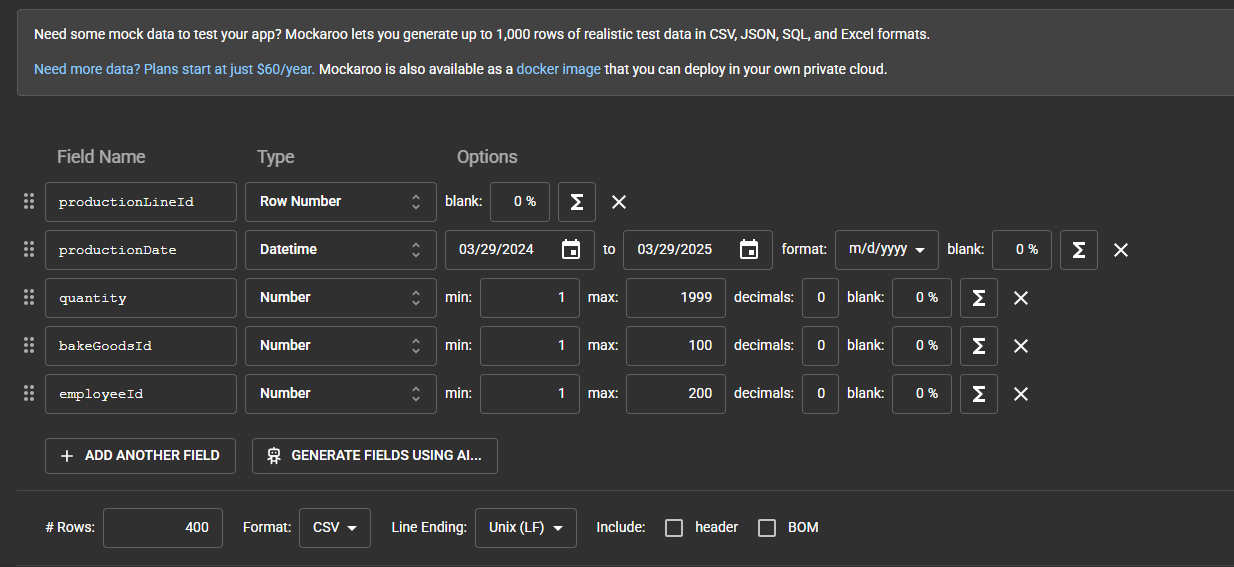 Need some mock data to test your app? Mockaroo lets you generate up to 1,000 rows of realistic test data in CSV, JSON, SQL, and Excel formats.
Need more data? Plans start at just $60/year. Mockaroo is also available as a docker image that you can deploy in your own private cloud.
Field Name Type Options
productionLineId Row Number blank: 0 % Σ
productionDate Datetime 03/29/2024 to 03/29/2025 format: m/d/yyyy blank: 0 % Σ
quantity Number min: 1 max: 1999 decimals: 0 blank: 0 % Σ
bakeGoodsId Number min: 1 max: 100 decimals: 0 blank: 0 % Σ
employeeId Number min: 1 max: 200 decimals: 0 blank: 0 % Σ
+ ADD ANOTHER FIELD GENERATE FIELDS USING AI...
# Rows: 400 Format: CSV Line Ending: Unix (LF) Include: header BOM